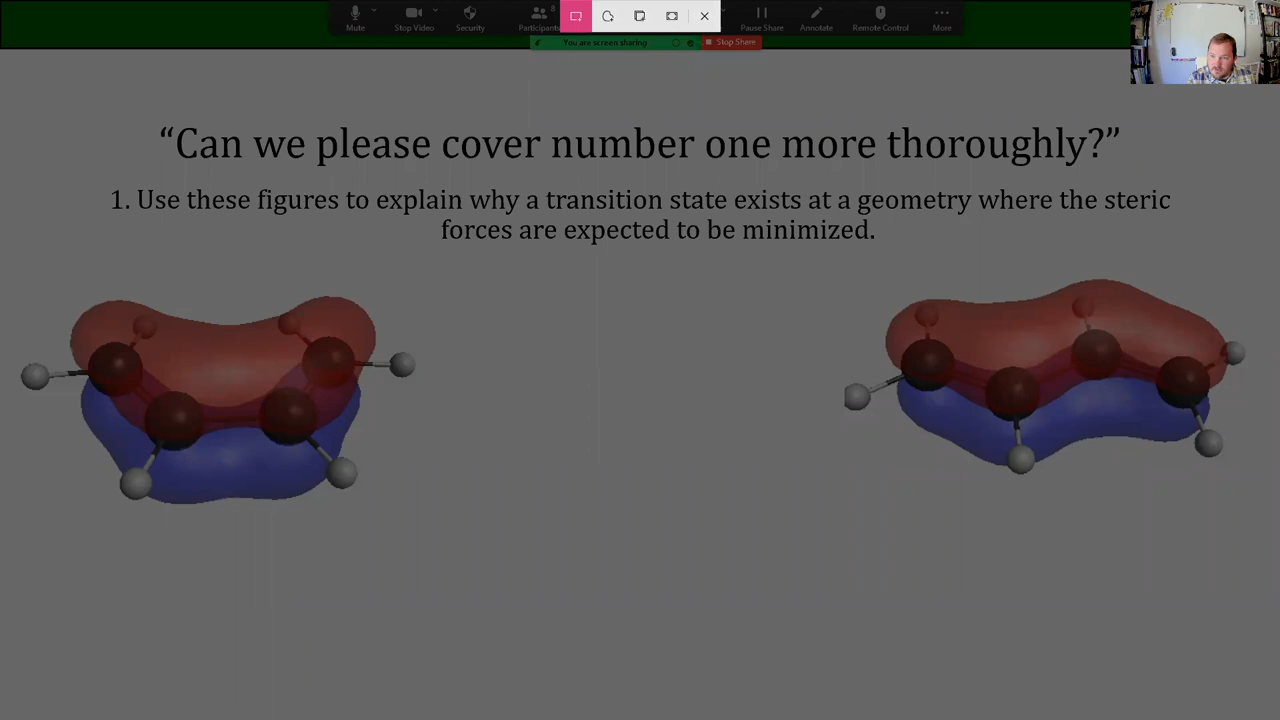 Mute
Stop Video
Security
Participants
8
Pause Share
Annotate
Remote Control
More
You are screen sharing
Stop Share
“Can we please cover number one more thoroughly?”
1. Use these figures to explain why a transition state exists at a geometry where the steric
forces are expected to be minimized.